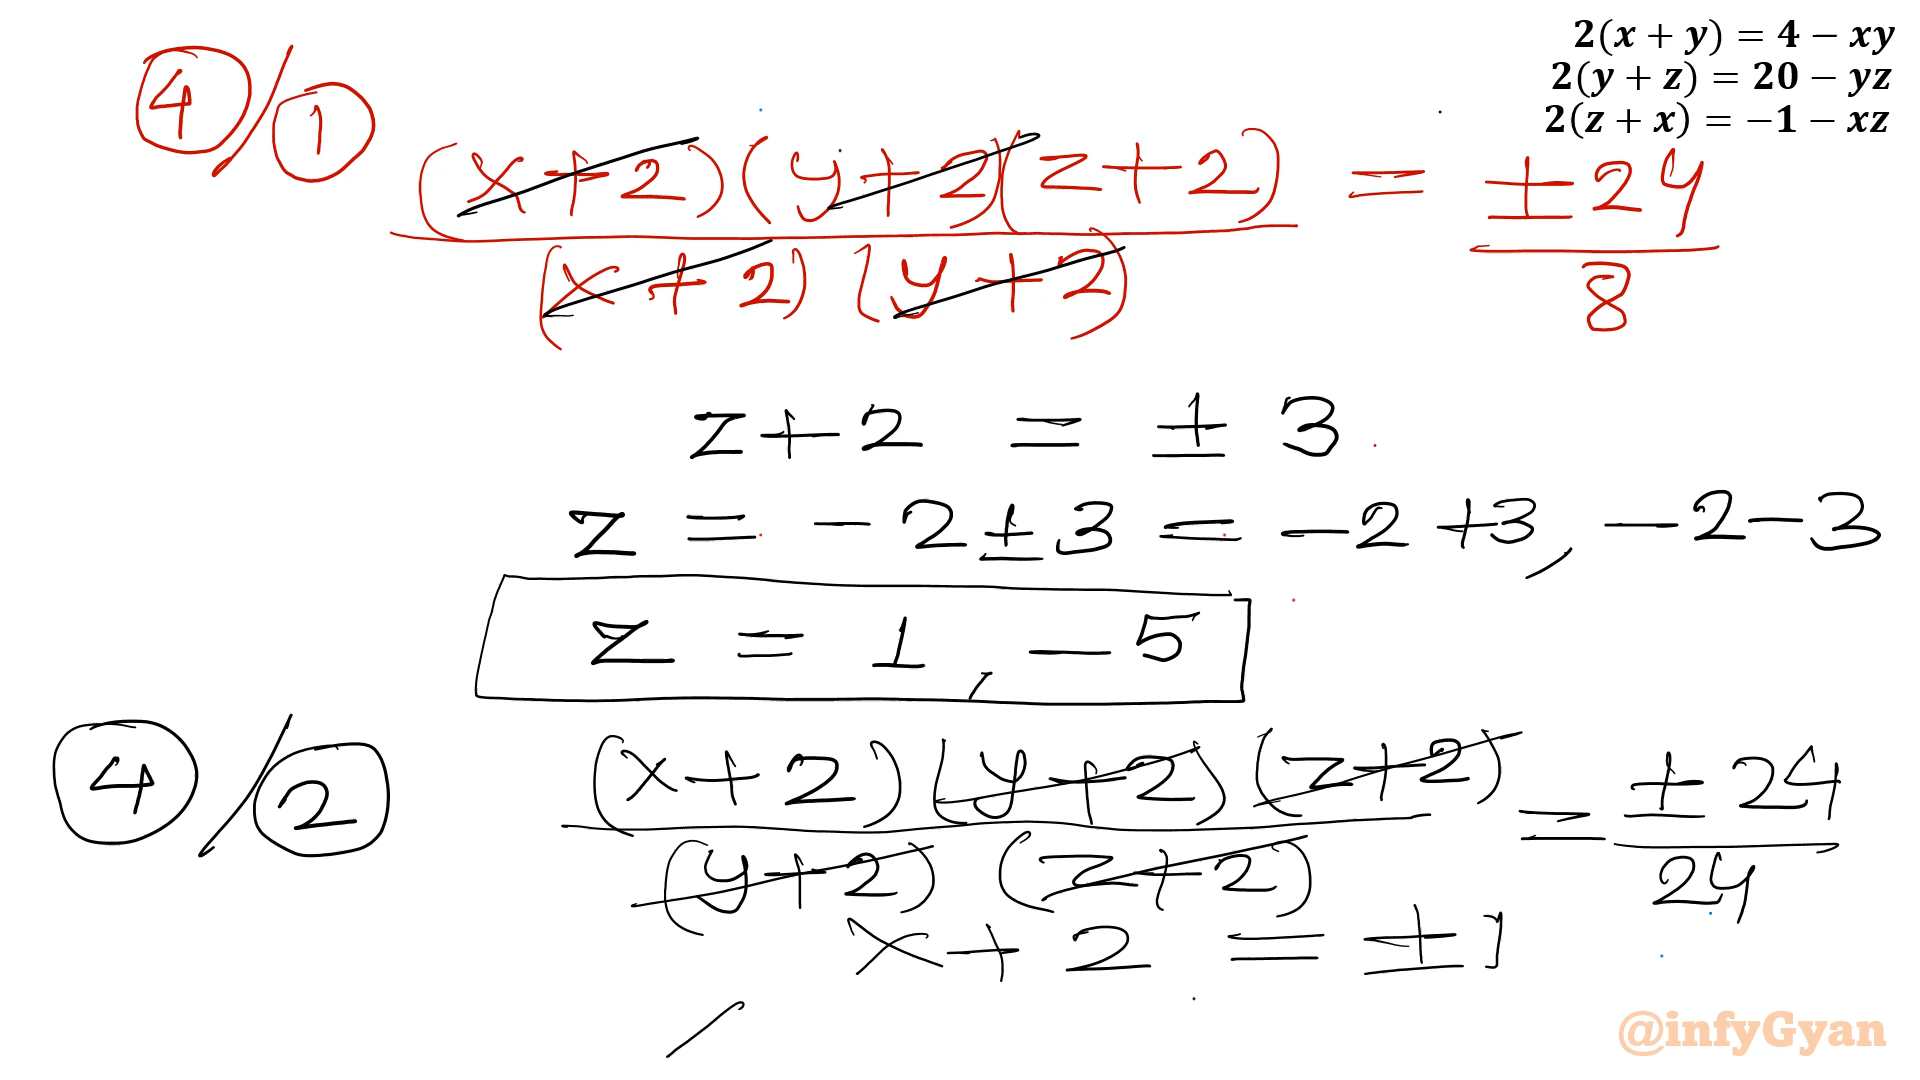 2(x + y) = 4 − xy
2(y + z) = 20 − yz
2(z + x) = −1 − xz
4 / 1
(x+2)(y+2)(z+2) = ±24
(x+2)(y+2) 8
z+2 = ±3
z = −2±3 = −2+3, −2−3
z = 1, −5
4 / 2
(x+2)(y+2)(z+2) = ±24
(y+2)(z+2) 24
x+2 = ±1
@infyGyan